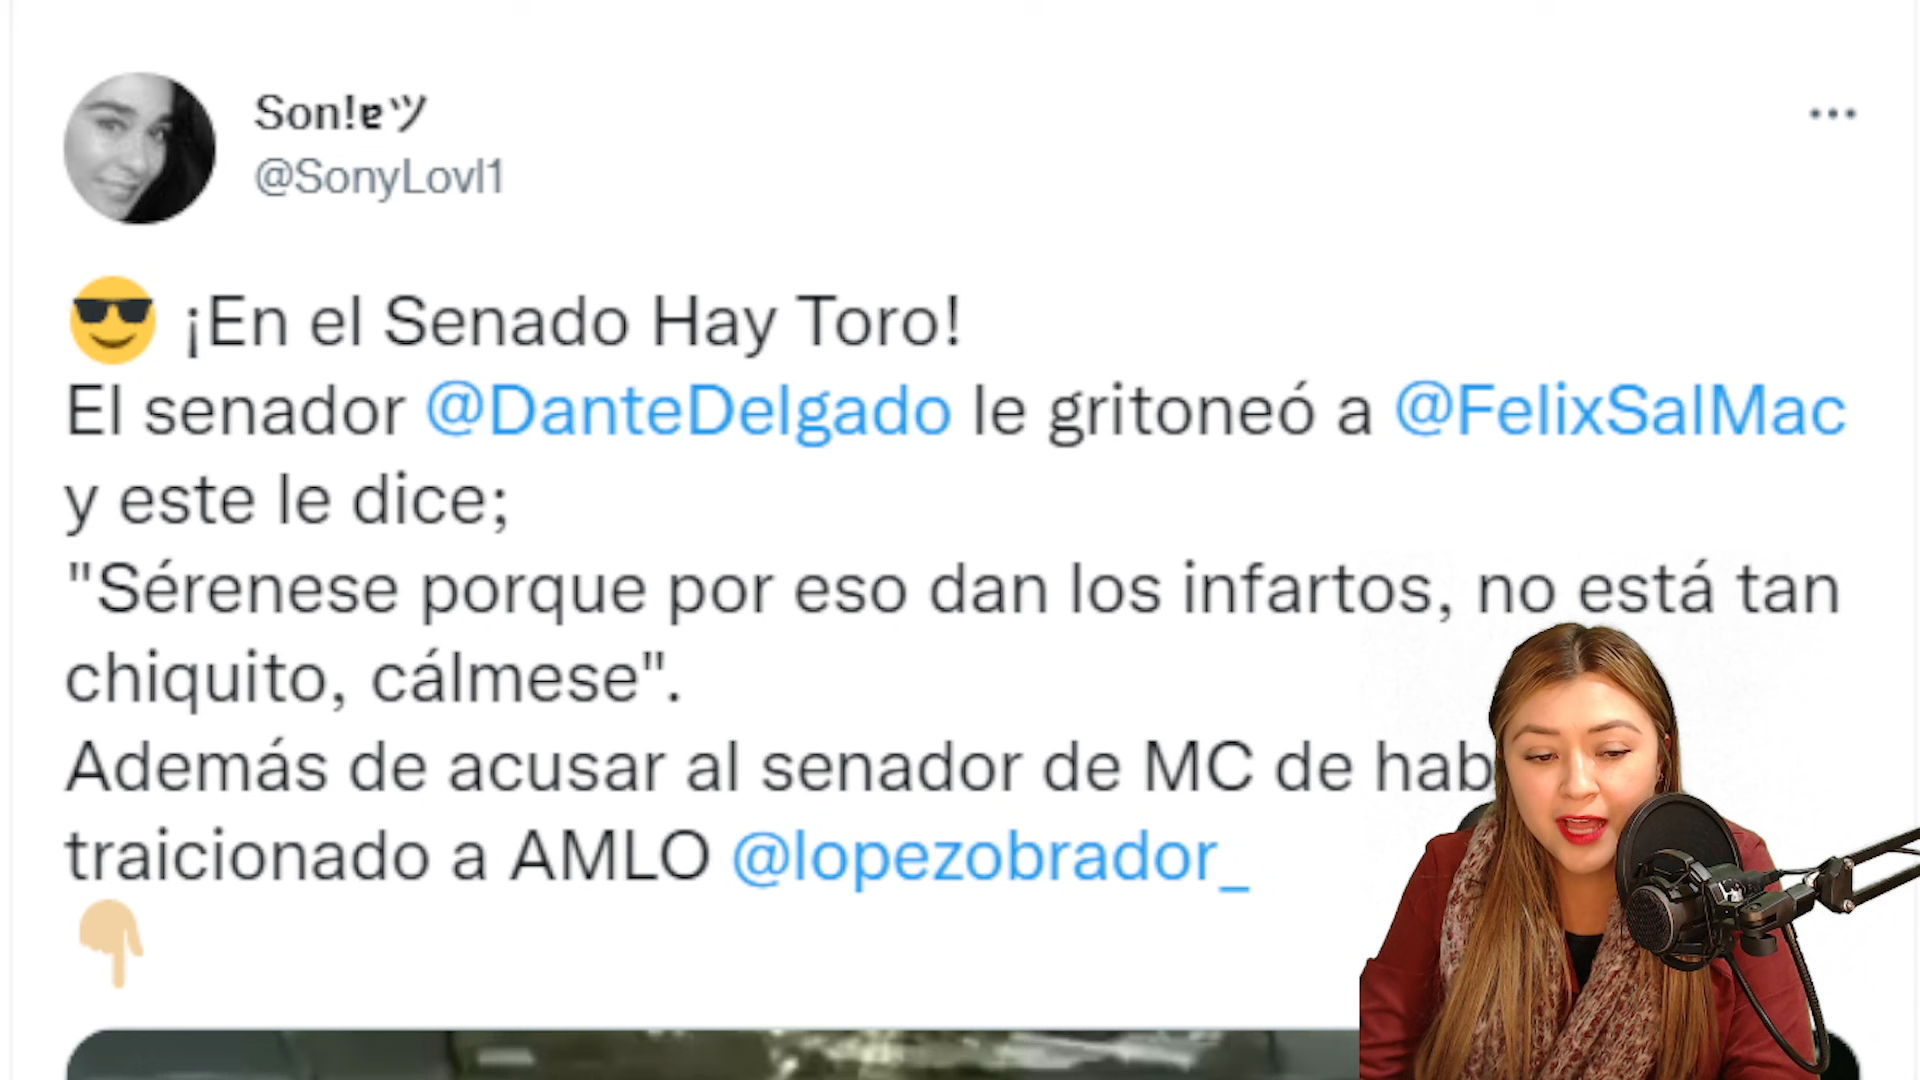 Son!ɐツ
@SonyLovl1
¡En el Senado Hay Toro!
El senador @DanteDelgado le gritoneó a @FelixSalMac
y este le dice;
"Sérenese porque por eso dan los infartos, no está tan
chiquito, cálmese".
Además de acusar al senador de MC de
traicionado a AMLO @lopezobrador_